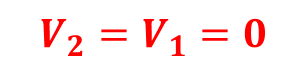 V₂ = V₁ = 0